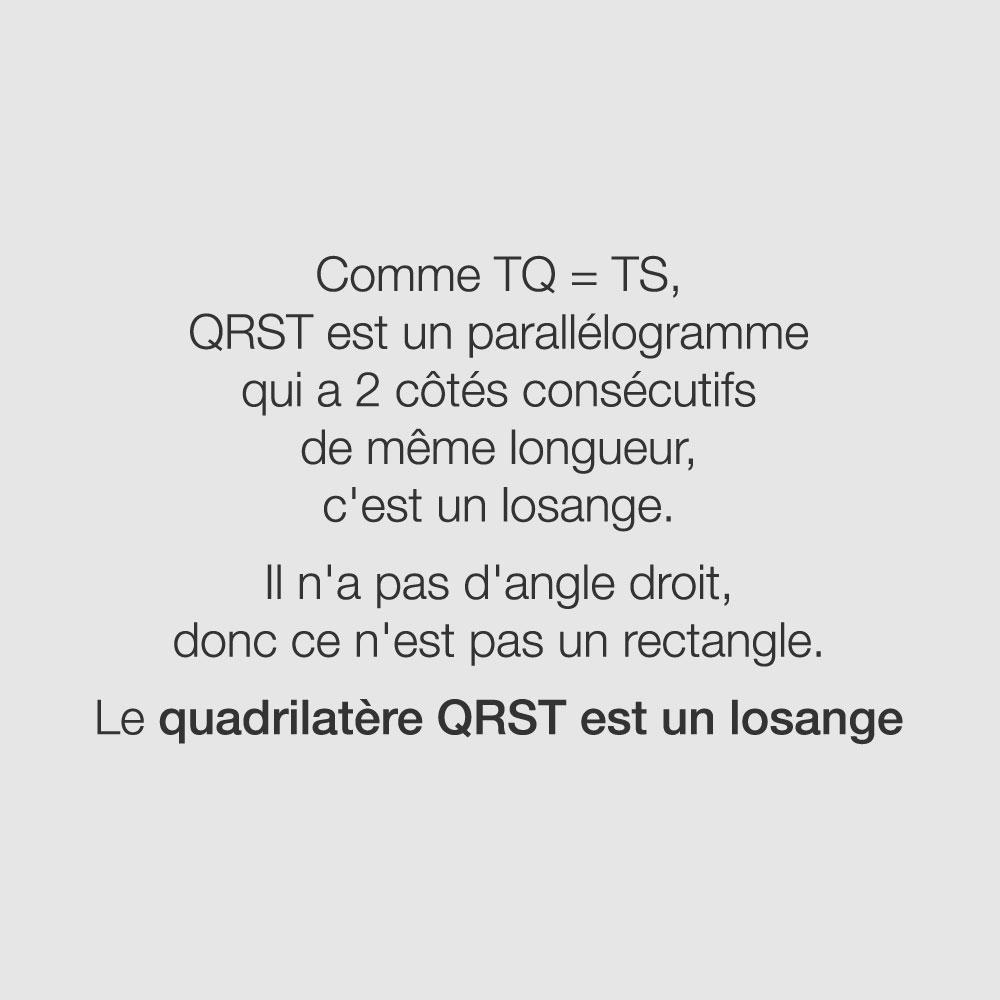 Comme TQ = TS,
QRST est un parallélogramme
qui a 2 côtés consécutifs
de même longueur,
c'est un losange.
Il n'a pas d'angle droit,
donc ce n'est pas un rectangle.
Le quadrilatère QRST est un losange